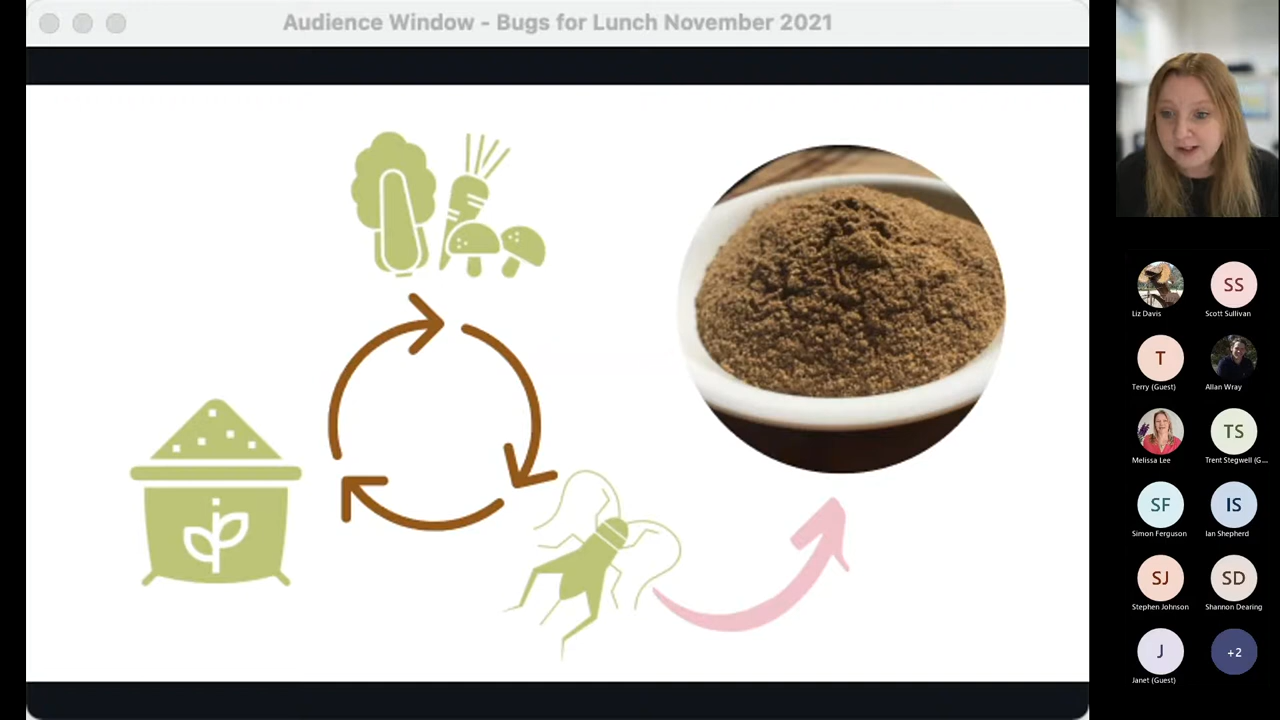 Audience Window - Bugs for Lunch November 2021
SS
Liz Davis
Scott Sullivan
T
Terry (Guest)
Allan Wray
TS
Melissa Lee
Trent Stegwell (G...
SF
IS
Simon Ferguson
Ian Shepherd
SJ
SD
Stephen Johnson
Shannon Dearing
J
+2
Janet (Guest)